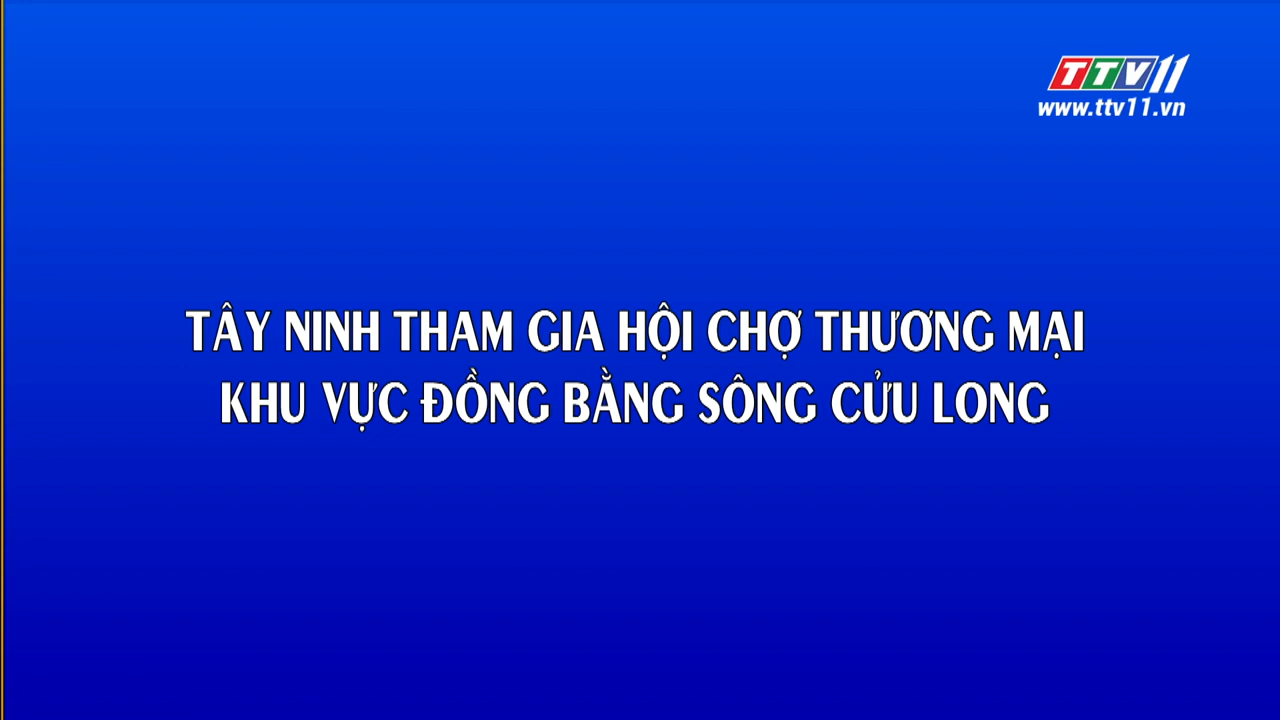 TTV11
www.ttv11.vn
TÂY NINH THAM GIA HỘI CHỢ THƯƠNG MẠI
KHU VỰC ĐỒNG BẰNG SÔNG CỬU LONG